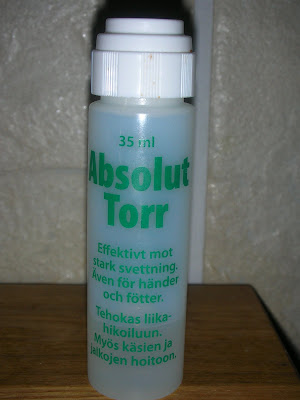 35 ml
Absolut
Torr
Effektivt mot
stark svettning.
Även för händer
och fötter.
Tehokas liika-
hikoiluun.
Myös käsien ja
jalkojen hoitoon.